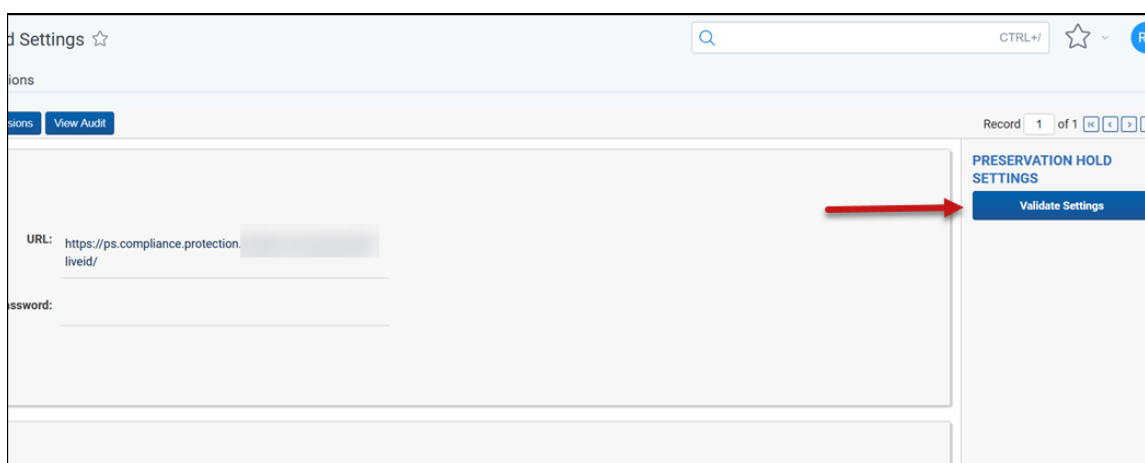 d Settings
CTRL+/
R
ions
sions View Audit
Record 1 of 1
PRESERVATION HOLD
SETTINGS
Validate Settings
URL: https://ps.compliance.protection.
liveid/
assword: